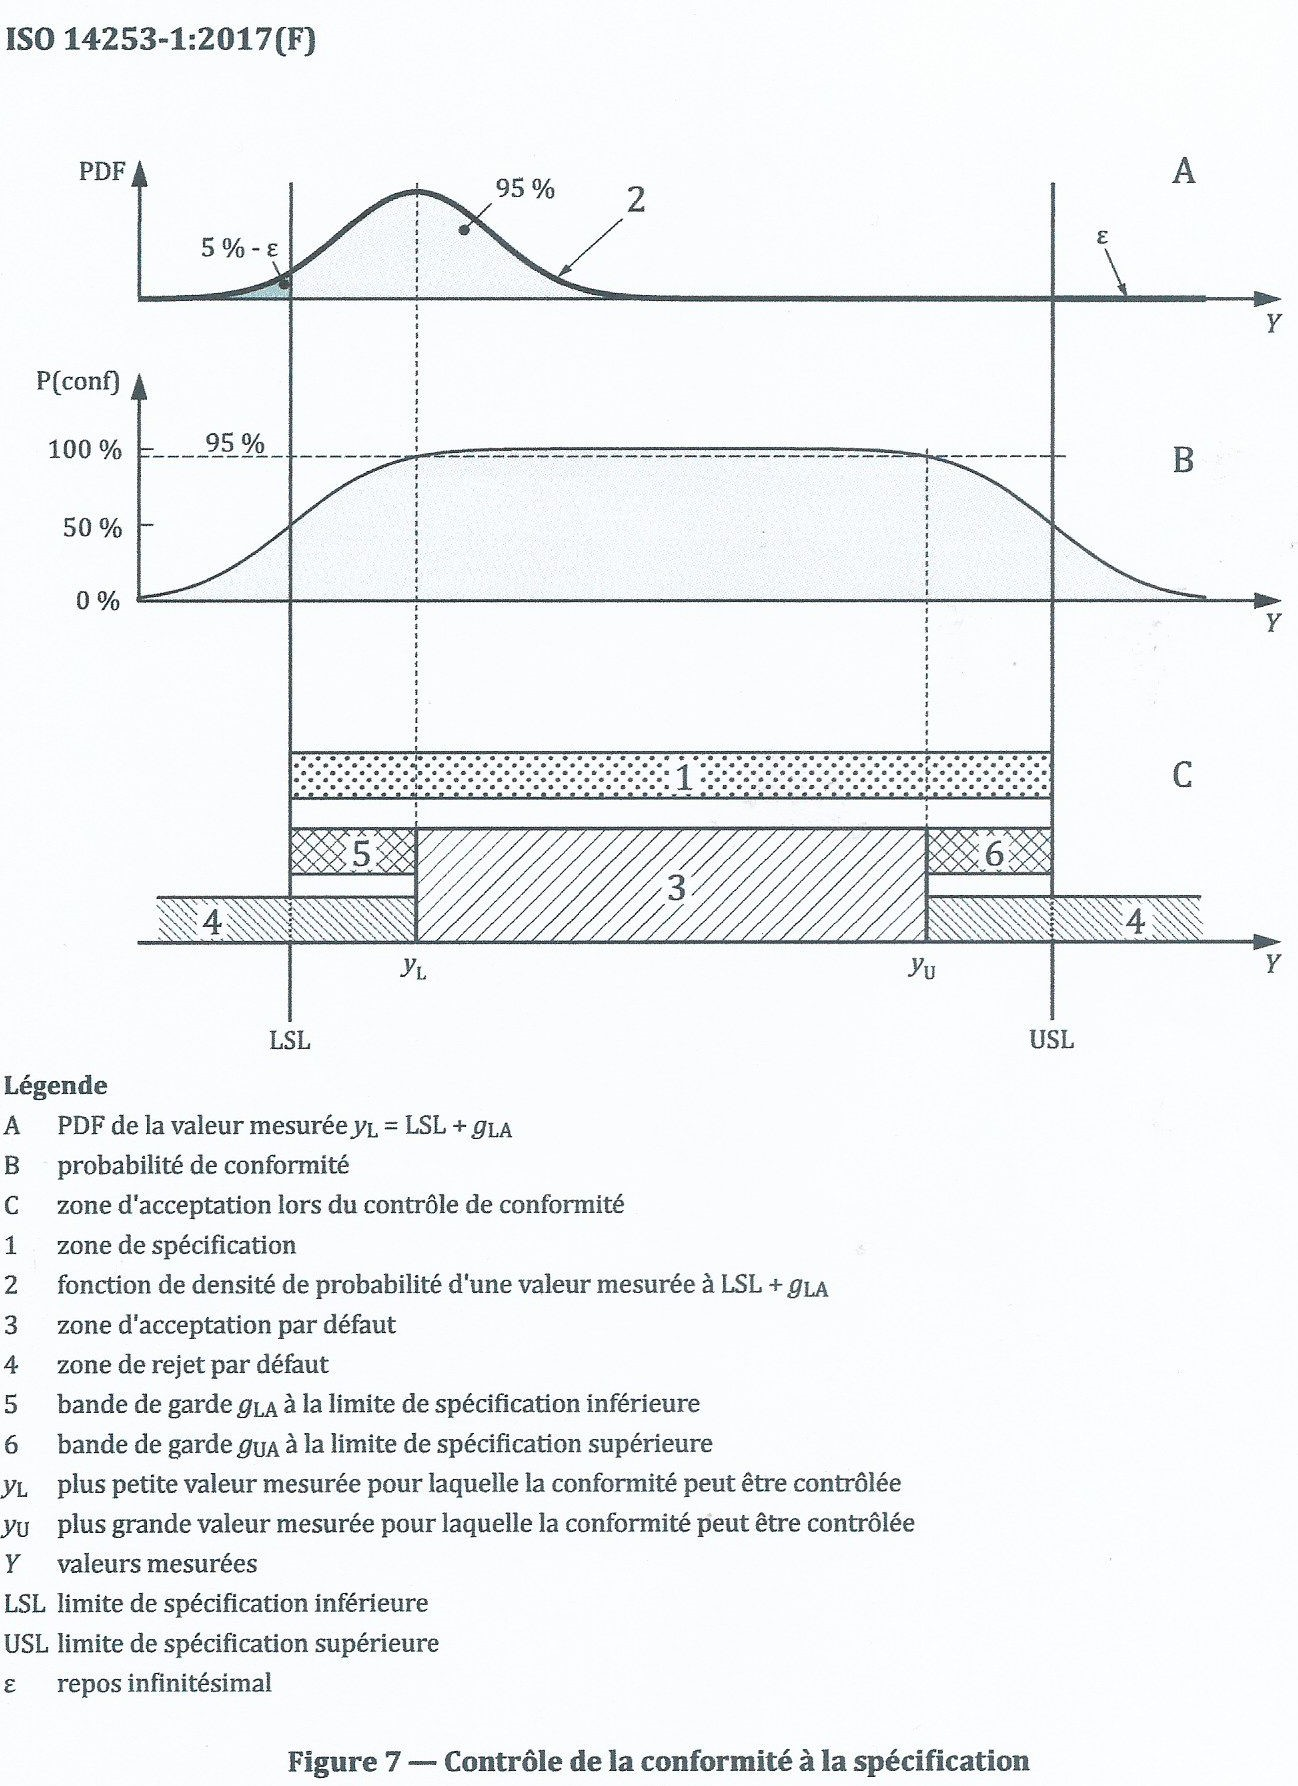 ISO 14253-1:2017(F)
PDF
A
95 %
2
5 % - ε
ε
Y
P(conf)
100 %
95 %
B
50 %
0 %
Y
1
C
5
6
3
4
4
yL
yU
Y
LSL
USL
Légende
A PDF de la valeur mesurée yL = LSL + gLA
B probabilité de conformité
C zone d'acceptation lors du contrôle de conformité
1 zone de spécification
2 fonction de densité de probabilité d'une valeur mesurée à LSL + gLA
3 zone d'acceptation par défaut
4 zone de rejet par défaut
5 bande de garde gLA à la limite de spécification inférieure
6 bande de garde gUA à la limite de spécification supérieure
yL plus petite valeur mesurée pour laquelle la conformité peut être contrôlée
yU plus grande valeur mesurée pour laquelle la conformité peut être contrôlée
Y valeurs mesurées
LSL limite de spécification inférieure
USL limite de spécification supérieure
ε repos infinitésimal
Figure 7 — Contrôle de la conformité à la spécification